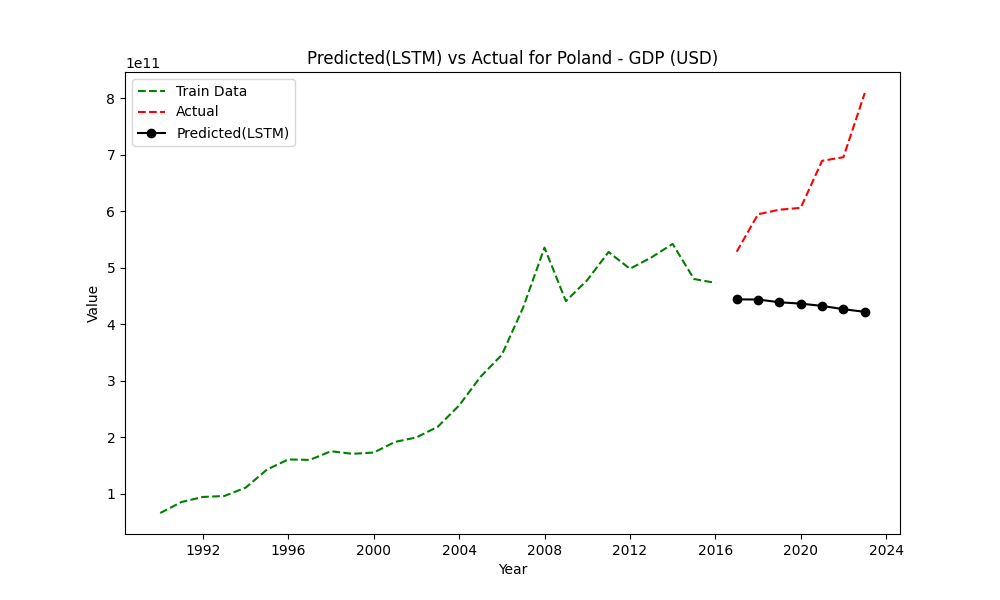 Predicted(LSTM) vs Actual for Poland - GDP (USD)
1e11
Train Data
Actual
Predicted(LSTM)
8
7
6
5
4
3
2
1
Value
1992 1996 2000 2004 2008 2012 2016 2020 2024
Year